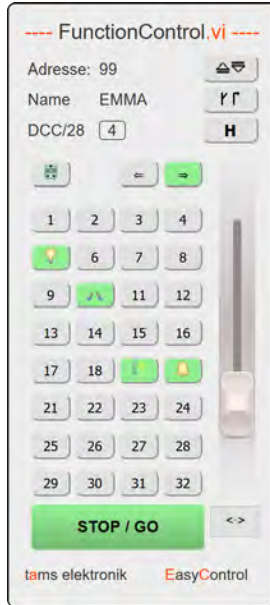 ---- FunctionControl.vi ----
Adresse: 99
Name EMMA
DCC/28 4 H
⇐ ⇒
1 2 3 4
6 7 8
9 11 12
13 14 15 16
17 18
21 22 23 24
25 26 27 28
29 30 31 32
STOP / GO <->
tams elektronik EasyControl